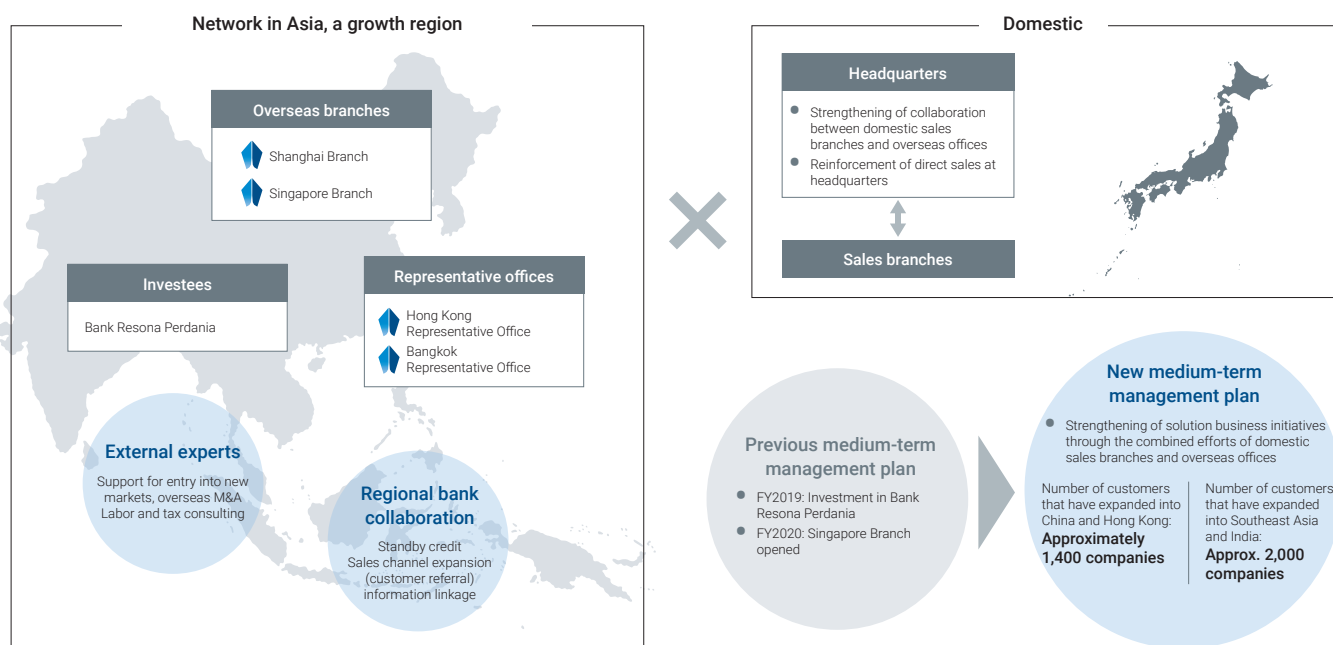 Network in Asia, a growth region
Overseas branches
Shanghai Branch
Singapore Branch
Investees
Bank Resona Perdania
Representative offices
Hong Kong
Representative Office
Bangkok
Representative Office
External experts
Support for entry into new
markets, overseas M&A
Labor and tax consulting
Regional bank
collaboration
Standby credit
Sales channel expansion
(customer referral)
information linkage
Domestic
Headquarters
● Strengthening of collaboration
between domestic sales
branches and overseas offices
● Reinforcement of direct sales at
headquarters
Sales branches
Previous medium-term
management plan
● FY2019: Investment in Bank
Resona Perdania
● FY2020: Singapore Branch
opened
New medium-term
management plan
● Strengthening of solution business initiatives
through the combined efforts of domestic
sales branches and overseas offices
Number of customers
that have expanded into
China and Hong Kong:
Approximately
1,400 companies
Number of customers
that have expanded
into Southeast Asia
and India:
Approx. 2,000
companies